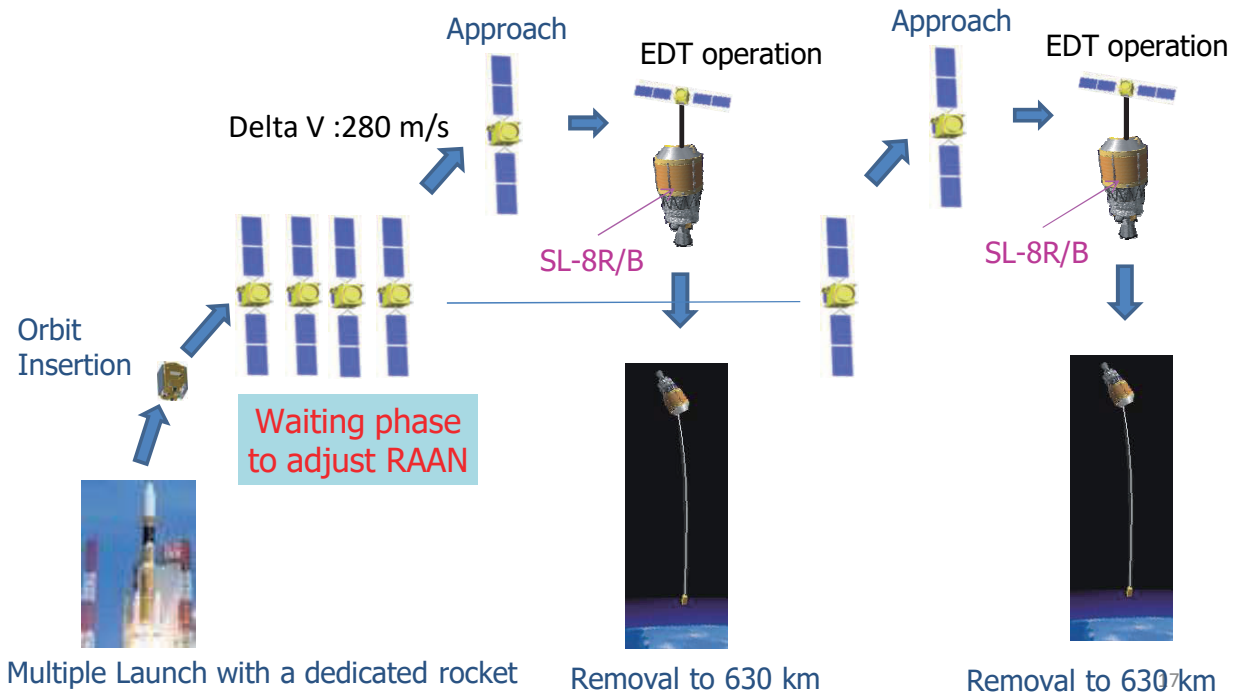 Approach
EDT operation
Approach
EDT operation
Delta V :280 m/s
SL-8R/B
SL-8R/B
Orbit
Insertion
Waiting phase
to adjust RAAN
Multiple Launch with a dedicated rocket
Removal to 630 km
Removal to 630 km
17